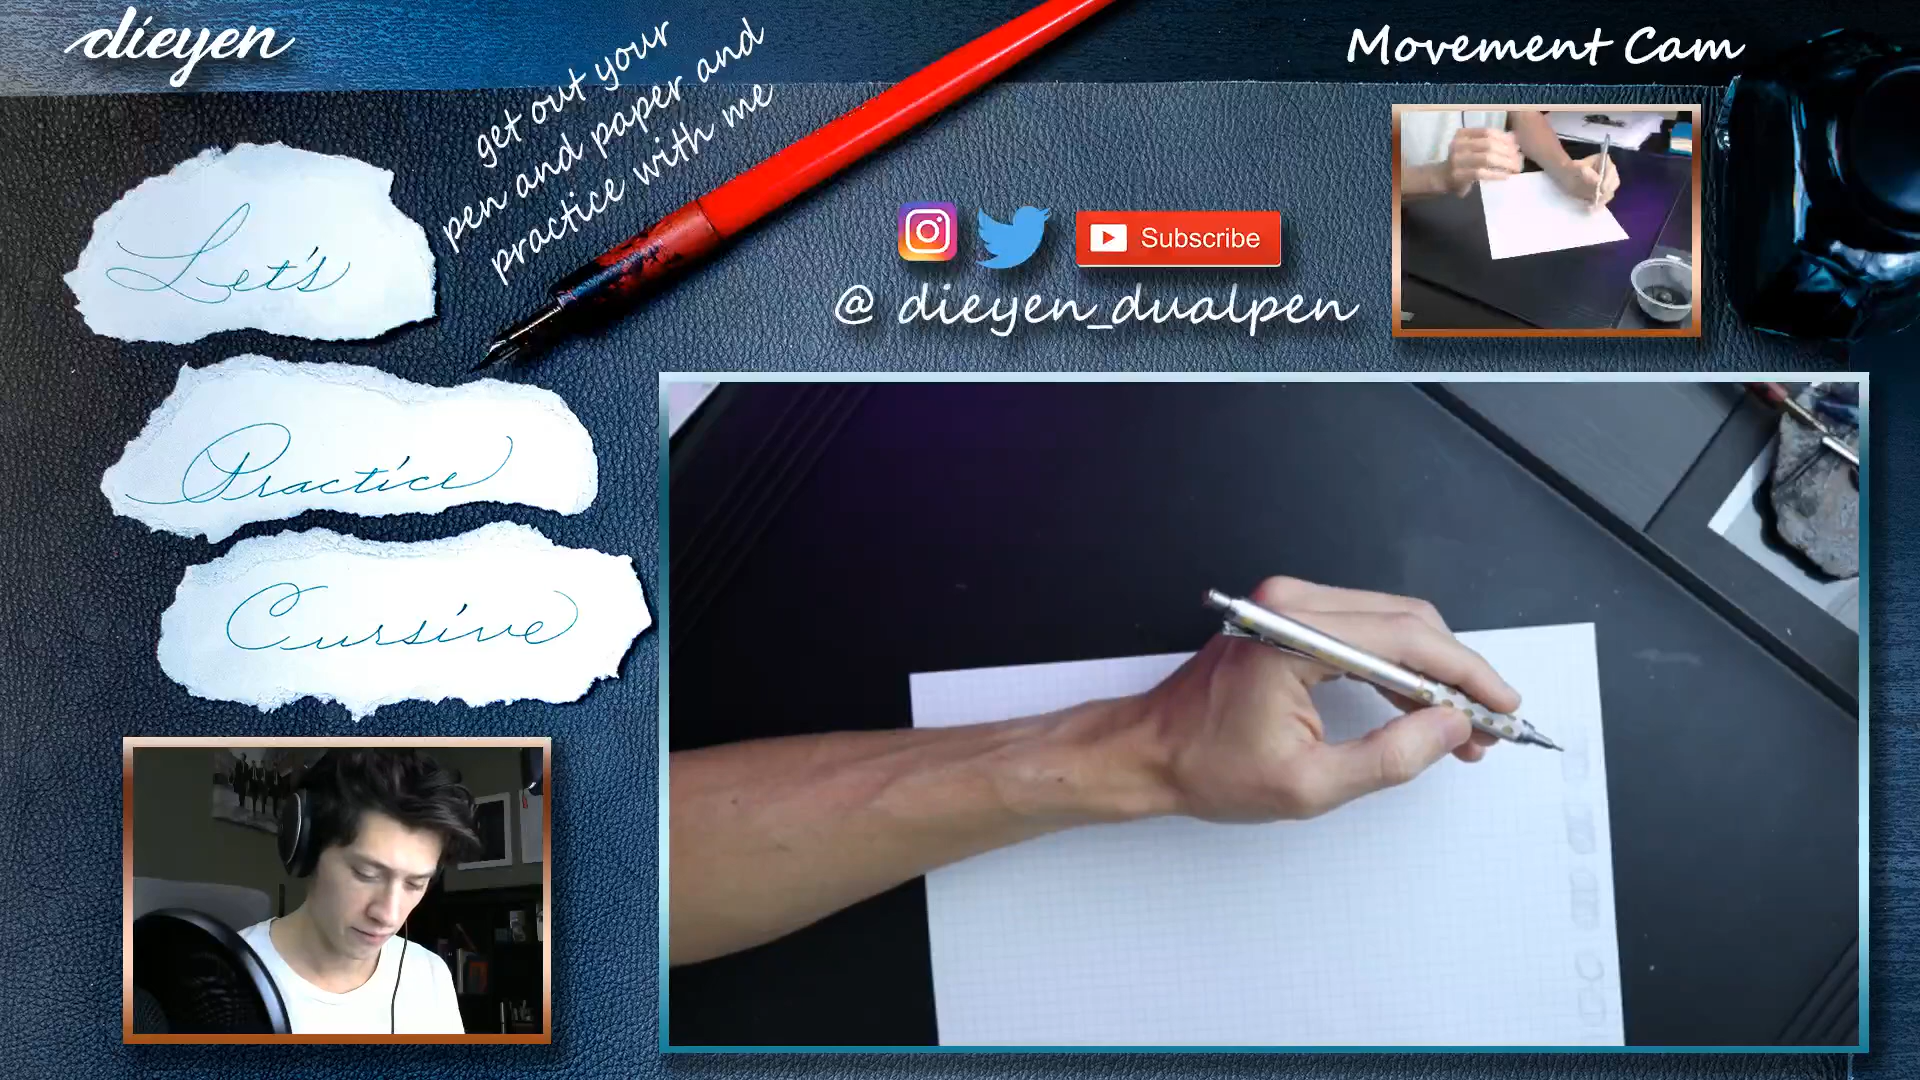 dieyen
get out your
pen and paper and
practice with me
Movement Cam
Let's
Practice
Cursive
Subscribe
@ dieyen_dualpen